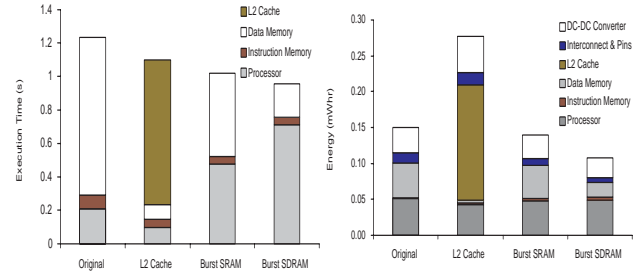 1.4
1.2
1
0.8
0.6
0.4
0.2
0
Execution Time (s)
L2 Cache
Data Memory
Instruction Memory
Processor
Original
L2 Cache
Burst SRAM
Burst SDRAM
0.30
0.25
0.20
0.15
0.10
0.05
0.00
Energy (mWhr)
DC-DC Converter
Interconnect & Pins
L2 Cache
Data Memory
Instruction Memory
Processor
Original
L2 Cache
Burst SRAM
Burst SDRAM